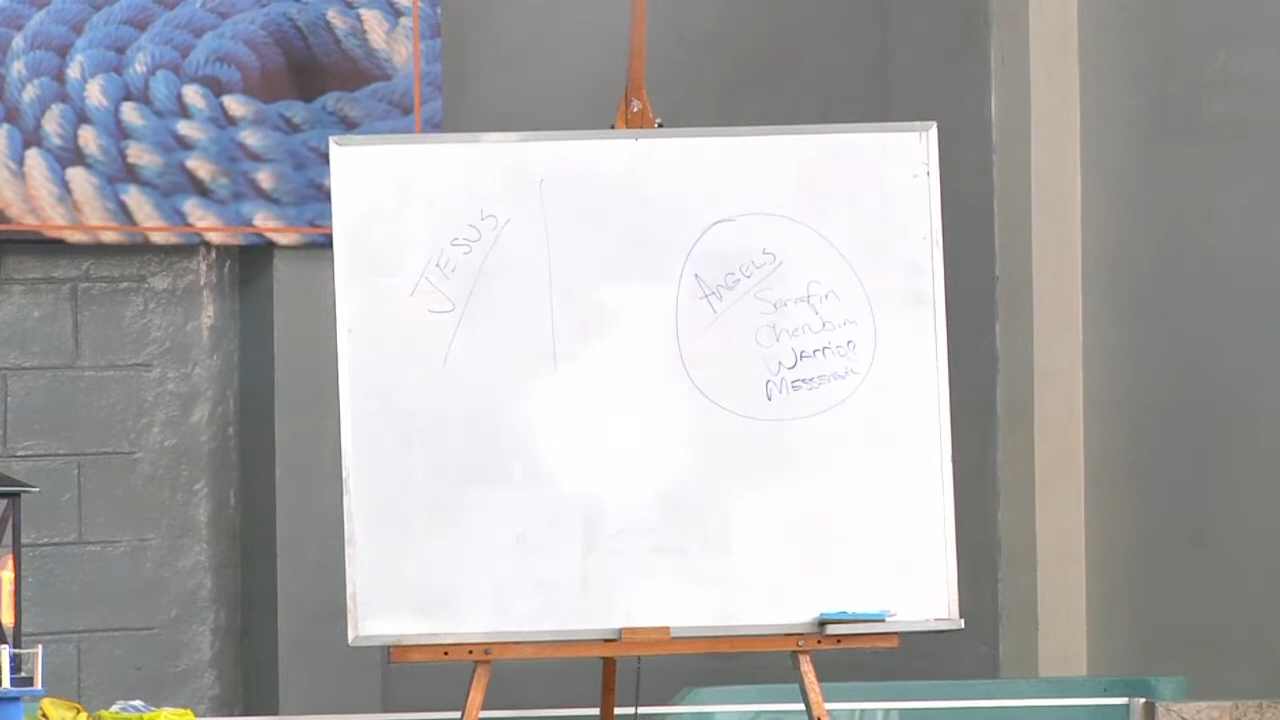 JESUS
ANGELS
Serafin
Cherubim
Warrior
Messenger